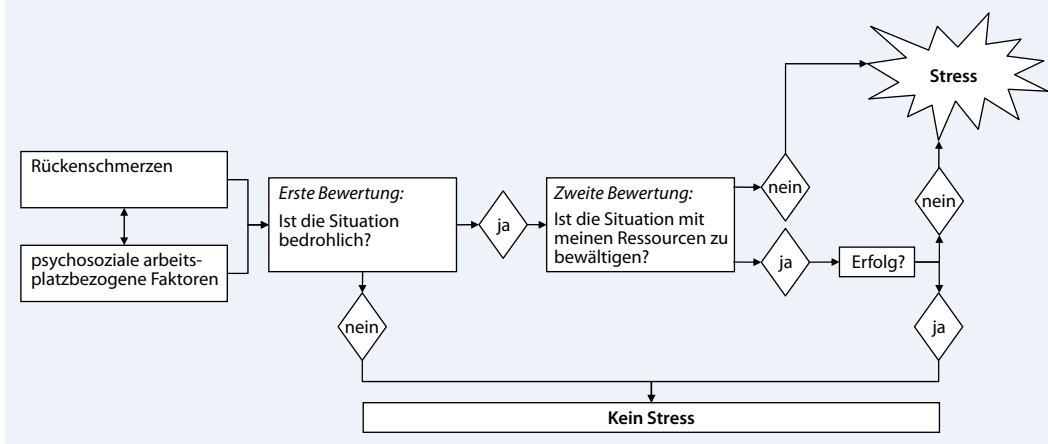 Stress
Rückenschmerzen
psychosoziale arbeits-
platzbezogene Faktoren
Erste Bewertung:
Ist die Situation
bedrohlich?
ja
nein
Zweite Bewertung:
Ist die Situation mit
meinen Ressourcen zu
bewältigen?
nein
ja
Erfolg?
nein
ja
Kein Stress